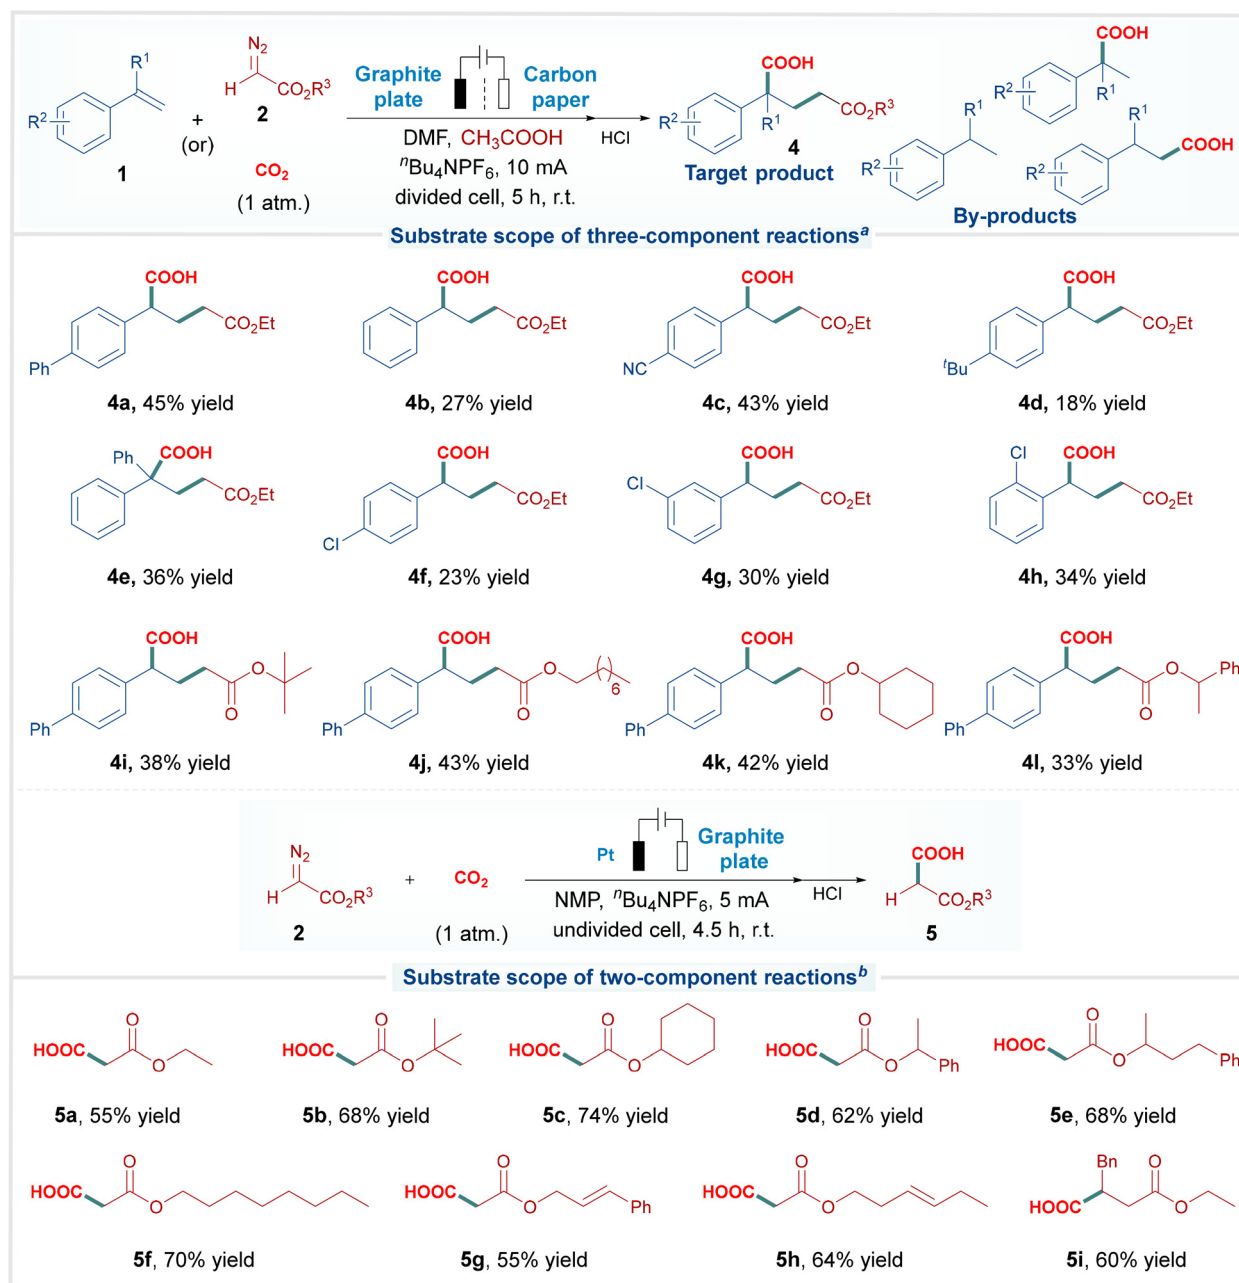 N2
H
CO2R3
2
R1
R2
1
+
(or)
CO2
(1 atm.)
Graphite plate
Carbon paper
DMF, CH3COOH
nBu4NPF6, 10 mA
divided cell, 5 h, r.t.
HCl
COOH
R2
R1
CO2R3
4
Target product
COOH
R2
R1
R1
R2
R1
R2
COOH
By-products
Substrate scope of three-component reactionsa
COOH
CO2Et
Ph
4a, 45% yield
COOH
CO2Et
4b, 27% yield
COOH
CO2Et
NC
4c, 43% yield
COOH
CO2Et
tBu
4d, 18% yield
Ph COOH
CO2Et
4e, 36% yield
COOH
CO2Et
Cl
4f, 23% yield
COOH
Cl
CO2Et
4g, 30% yield
Cl COOH
CO2Et
4h, 34% yield
COOH
O
O
Ph
4i, 38% yield
COOH
O
6
O
Ph
4j, 43% yield
COOH
O
O
Ph
4k, 42% yield
COOH
O
Ph
O
Ph
4l, 33% yield
N2
H
CO2R3
2
+
CO2
(1 atm.)
Pt
Graphite plate
NMP, nBu4NPF6, 5 mA
undivided cell, 4.5 h, r.t.
HCl
COOH
H
CO2R3
5
Substrate scope of two-component reactionsb
HOOC
O
O
5a, 55% yield
HOOC
O
O
5b, 68% yield
HOOC
O
O
5c, 74% yield
HOOC
O
O
Ph
5d, 62% yield
HOOC
O
O
Ph
5e, 68% yield
HOOC
O
O
5f, 70% yield
HOOC
O
O
Ph
5g, 55% yield
HOOC
O
O
5h, 64% yield
Bn
O
HOOC
O
5i, 60% yield